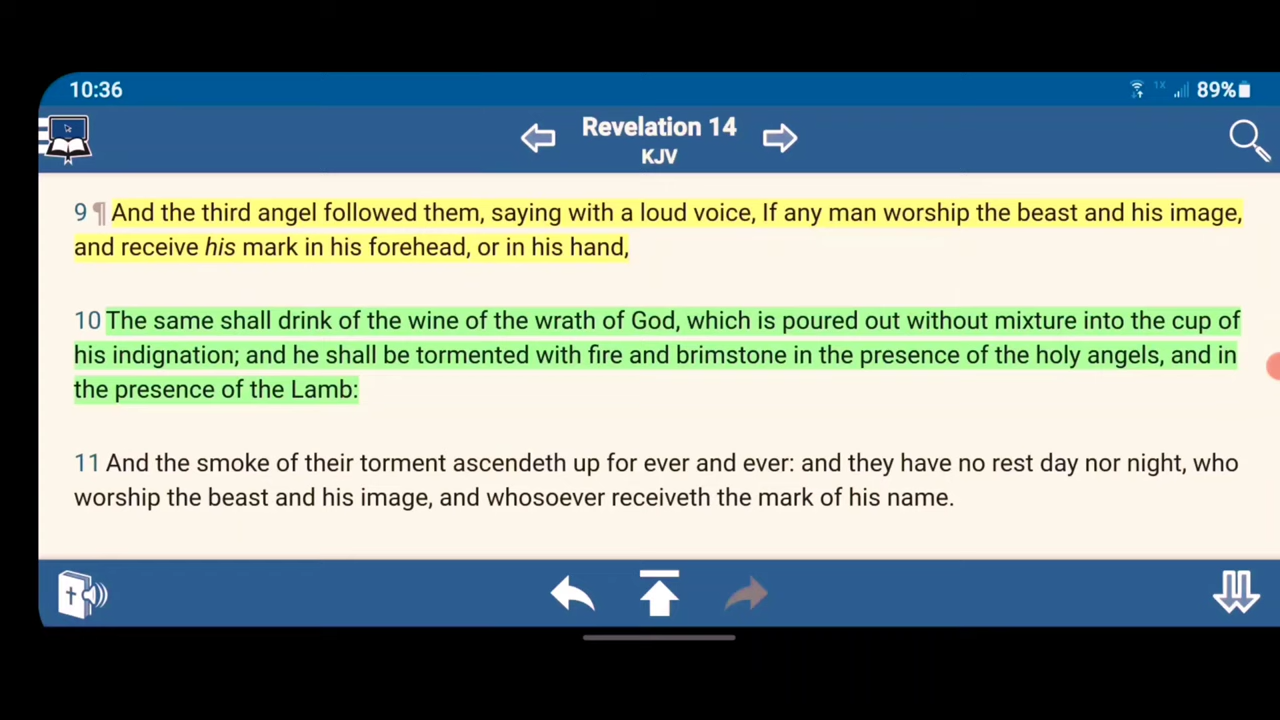 10:36
1X
89%
Revelation 14
KJV
9 ¶ And the third angel followed them, saying with a loud voice, If any man worship the beast and his image,
and receive his mark in his forehead, or in his hand,
10 The same shall drink of the wine of the wrath of God, which is poured out without mixture into the cup of
his indignation; and he shall be tormented with fire and brimstone in the presence of the holy angels, and in
the presence of the Lamb:
11 And the smoke of their torment ascendeth up for ever and ever: and they have no rest day nor night, who
worship the beast and his image, and whosoever receiveth the mark of his name.